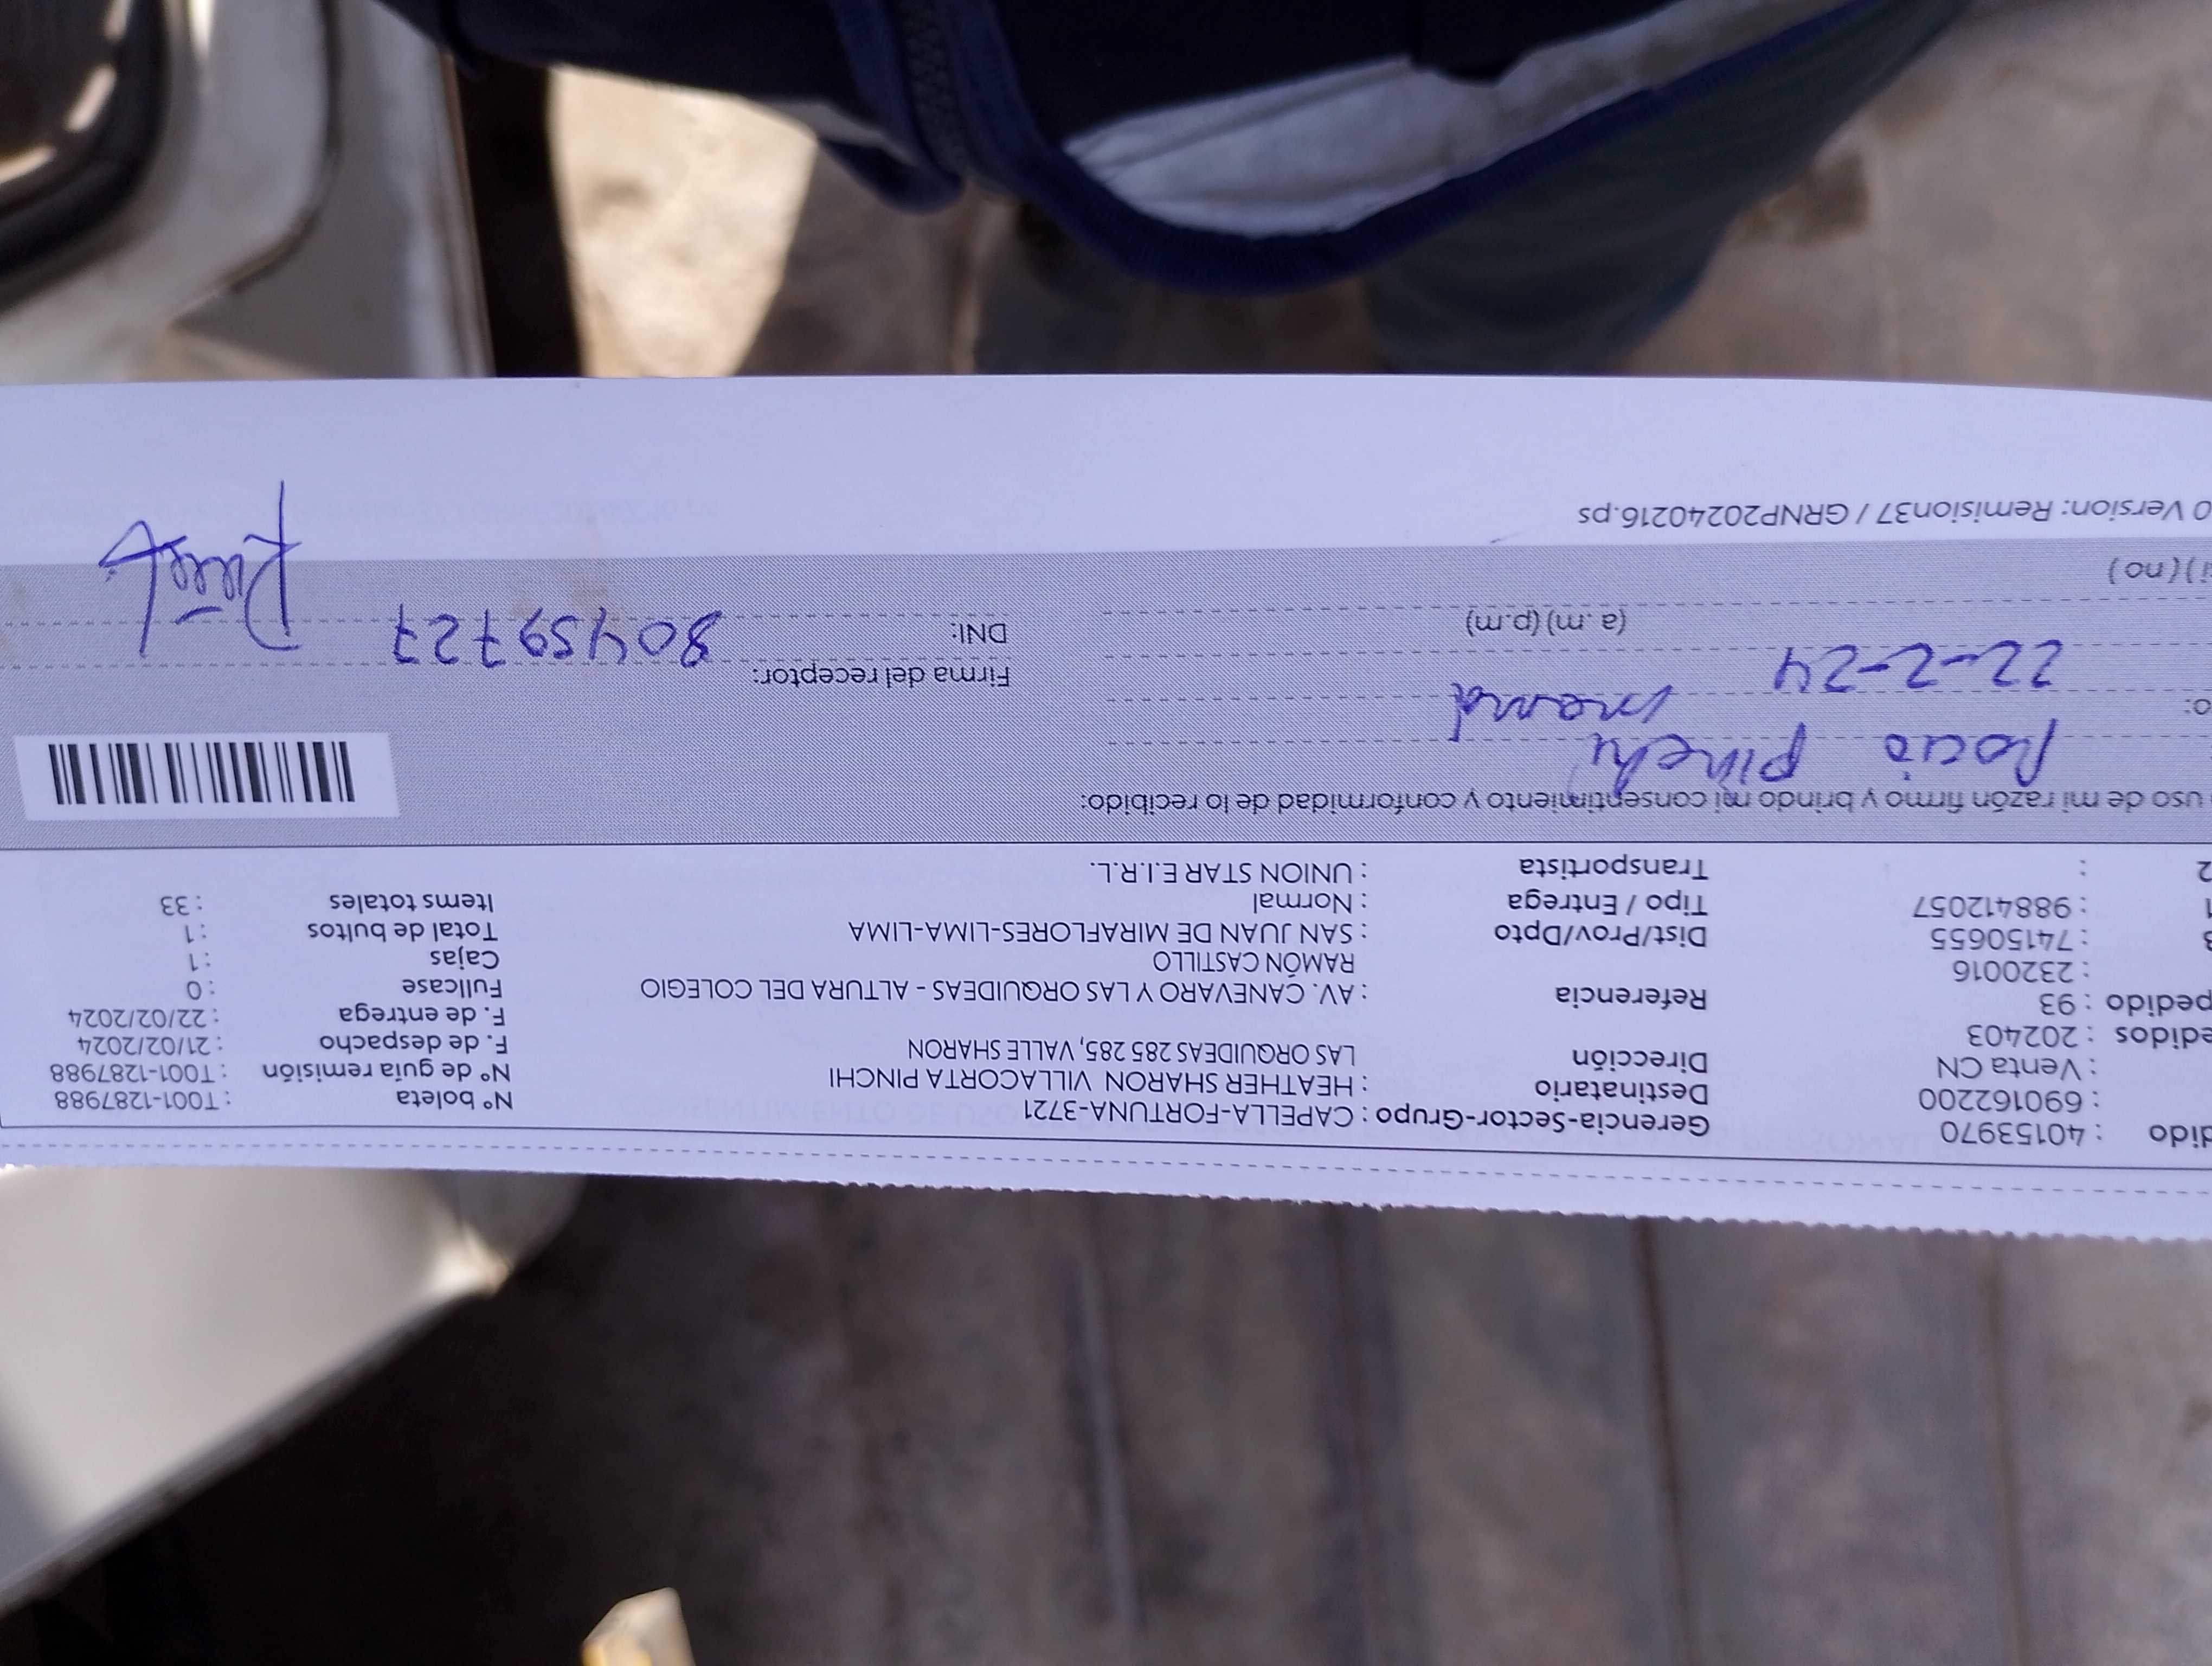 dido : 40153970 Gerencia-Sector-Grupo : CAPELLA-FORTUNA-3721 N° boleta : T001-1287988
: 690162200 Destinatario : HEATHER SHARON VILLACORTA PINCHI N° de guía remisión : T001-1287988
: Venta CN Dirección LAS ORQUIDEAS 285 285, VALLE SHARON F. de despacho : 21/02/2024
edidos : 202403 F. de entrega : 22/02/2024
pedido : 93 Referencia : AV. CANEVARO Y LAS ORQUIDEAS - ALTURA DEL COLEGIO Fullcase : 0
: 2320016 RAMÓN CASTILLO Cajas : 1
3 : 74150655 Dist/Prov/Dpto : SAN JUAN DE MIRAFLORES-LIMA-LIMA Total de bultos : 1
1 : 988412057 Tipo / Entrega : Normal Items totales : 33
2 : Transportista : UNION STAR E.I.R.L.
uso de mi razón firmo y brindo mi consentimiento y conformidad de lo recibido:
Rocio Pinchi
o: mamá Firma del receptor:
22-2-24 (a.m) (p.m) DNI: 80459727
i) (no)
0 Version: Remision37 / GRNP20240216.ps